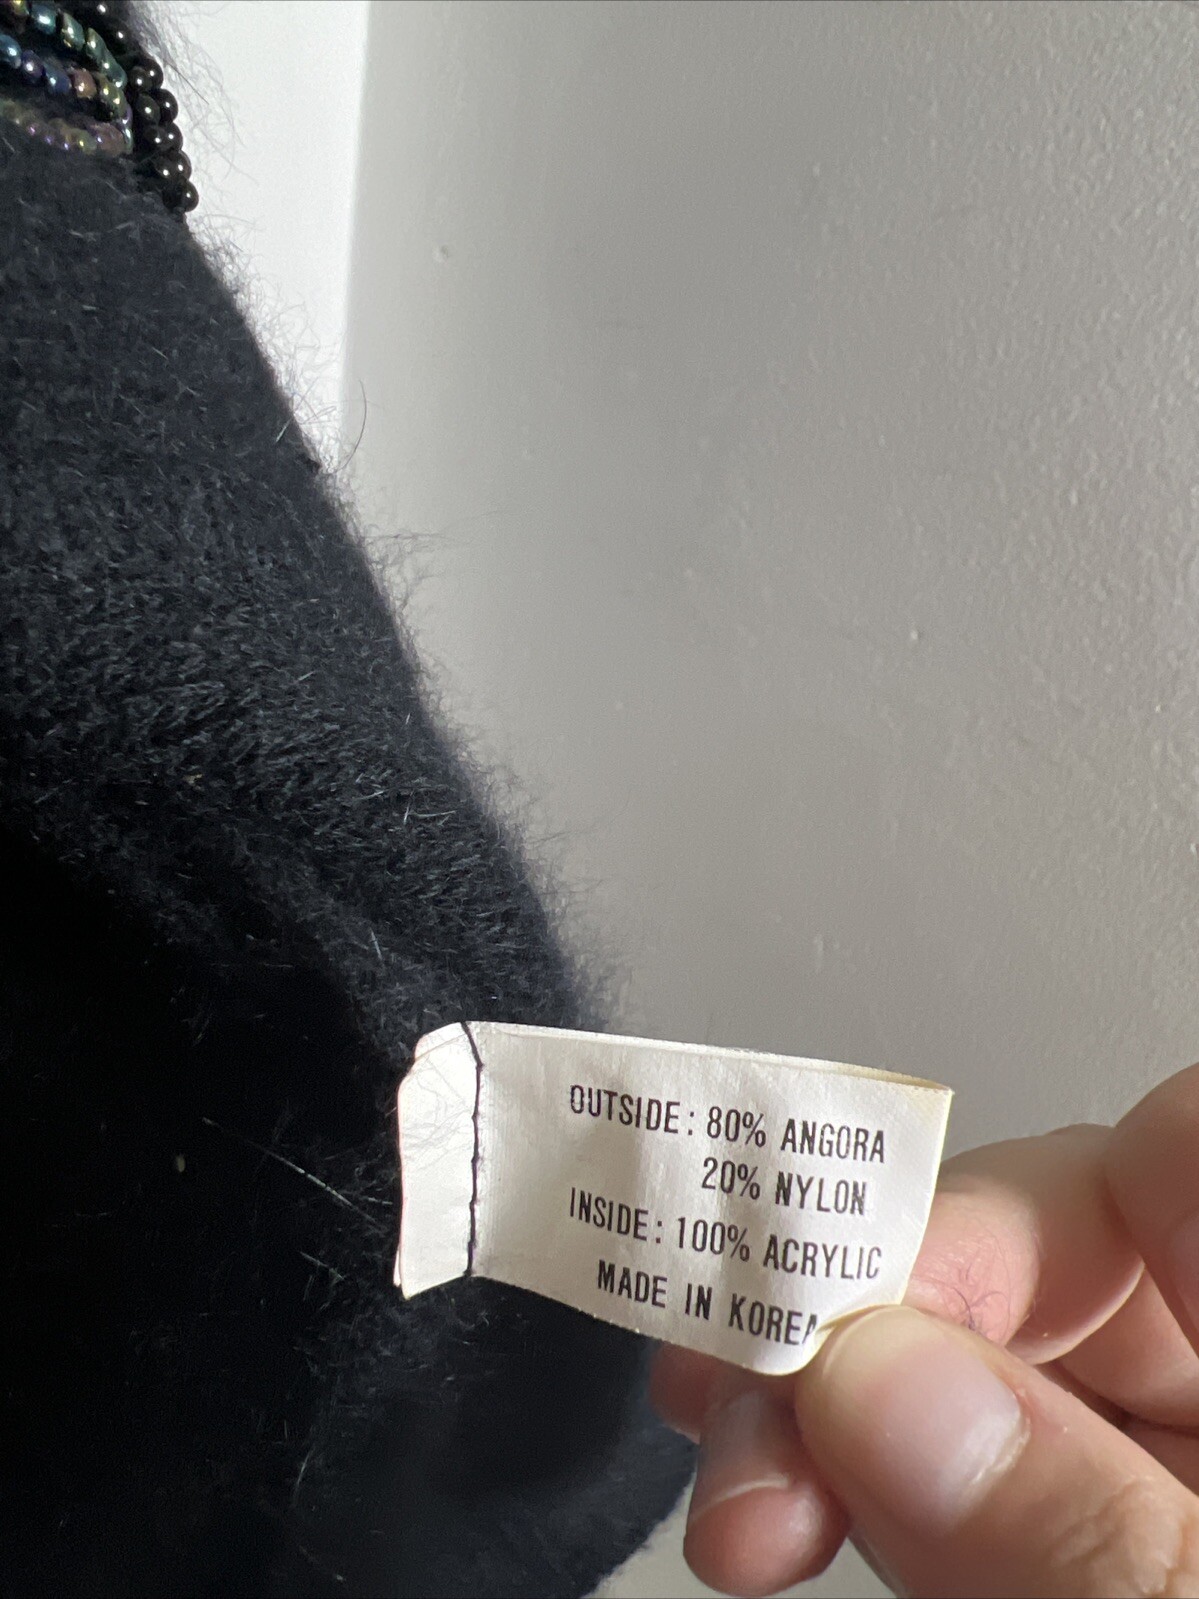 OUTSIDE: 80% ANGORA
20% NYLON
INSIDE: 100% ACRYLIC
MADE IN KOREA